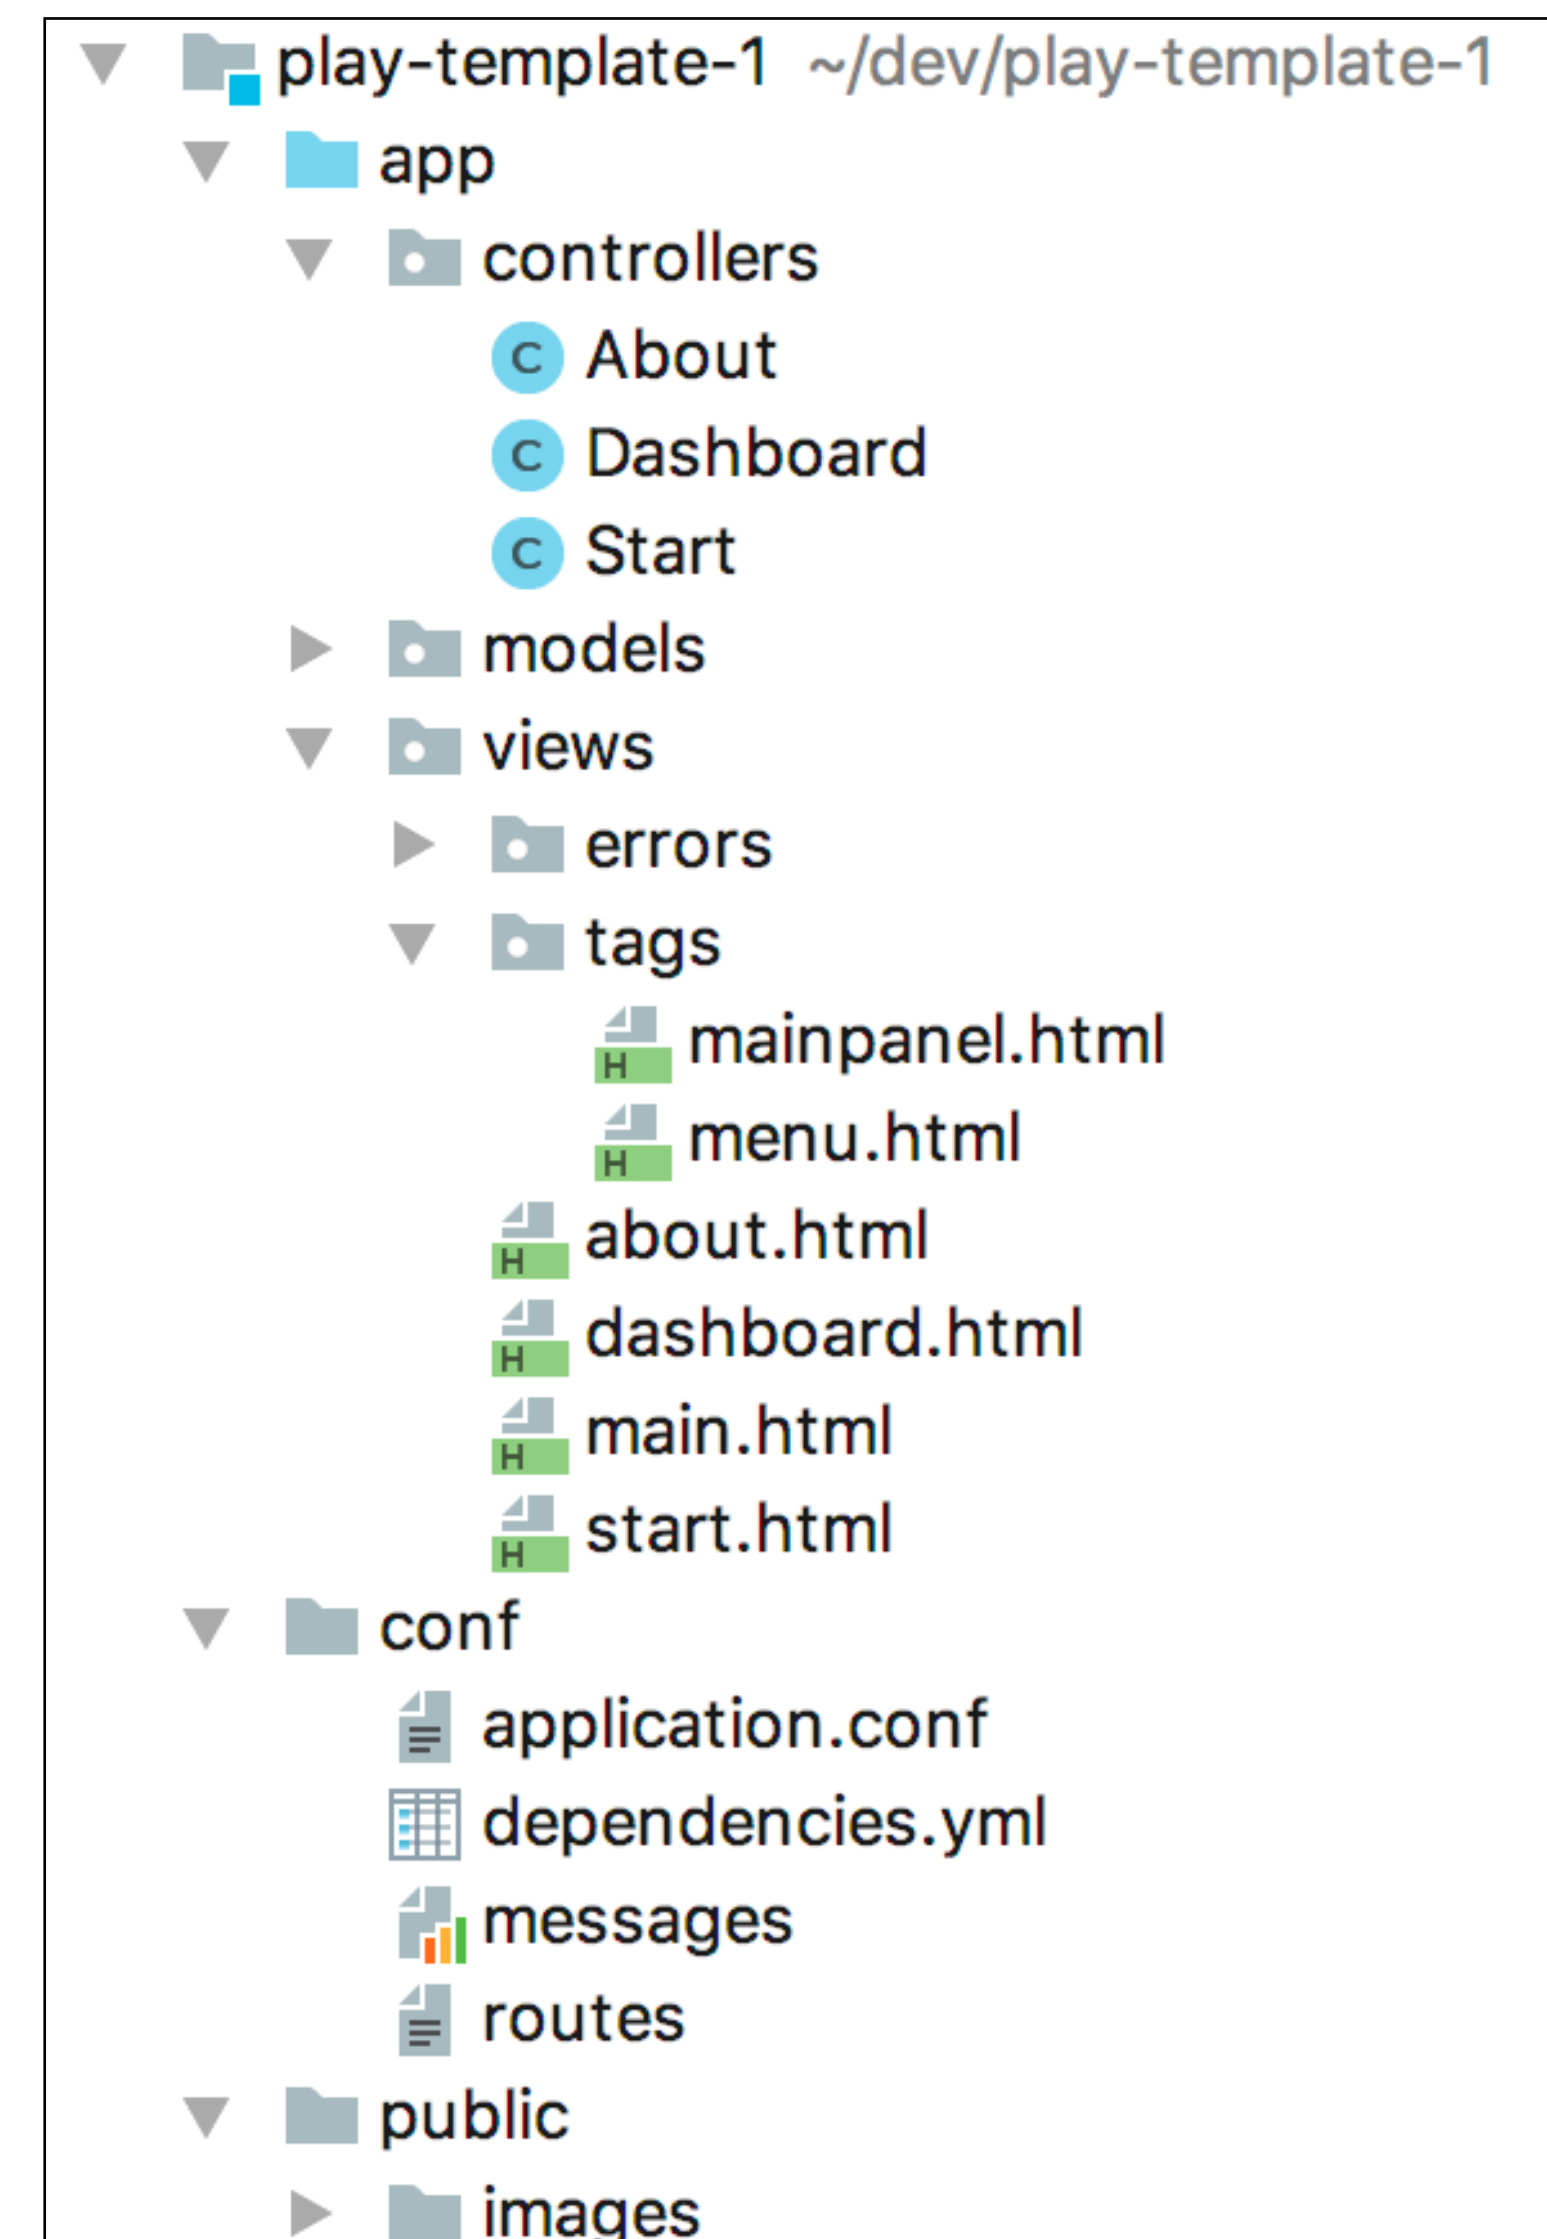 play-template-1 ~/dev/play-template-1
app
controllers
C About
C Dashboard
C Start
models
views
errors
tags
H mainpanel.html
H menu.html
H about.html
H dashboard.html
H main.html
H start.html
conf
application.conf
dependencies.yml
messages
routes
public
images